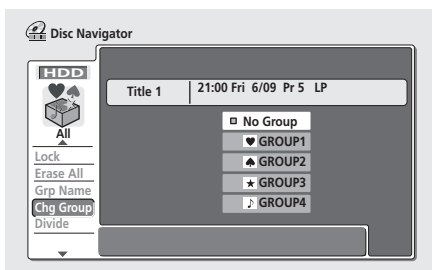 Disc Navigator
HDD
All
Lock
Erase All
Grp Name
Chg Group
Divide
Title 1 21:00 Fri 6/09 Pr 5 LP
No Group
GROUP1
GROUP2
GROUP3
GROUP4